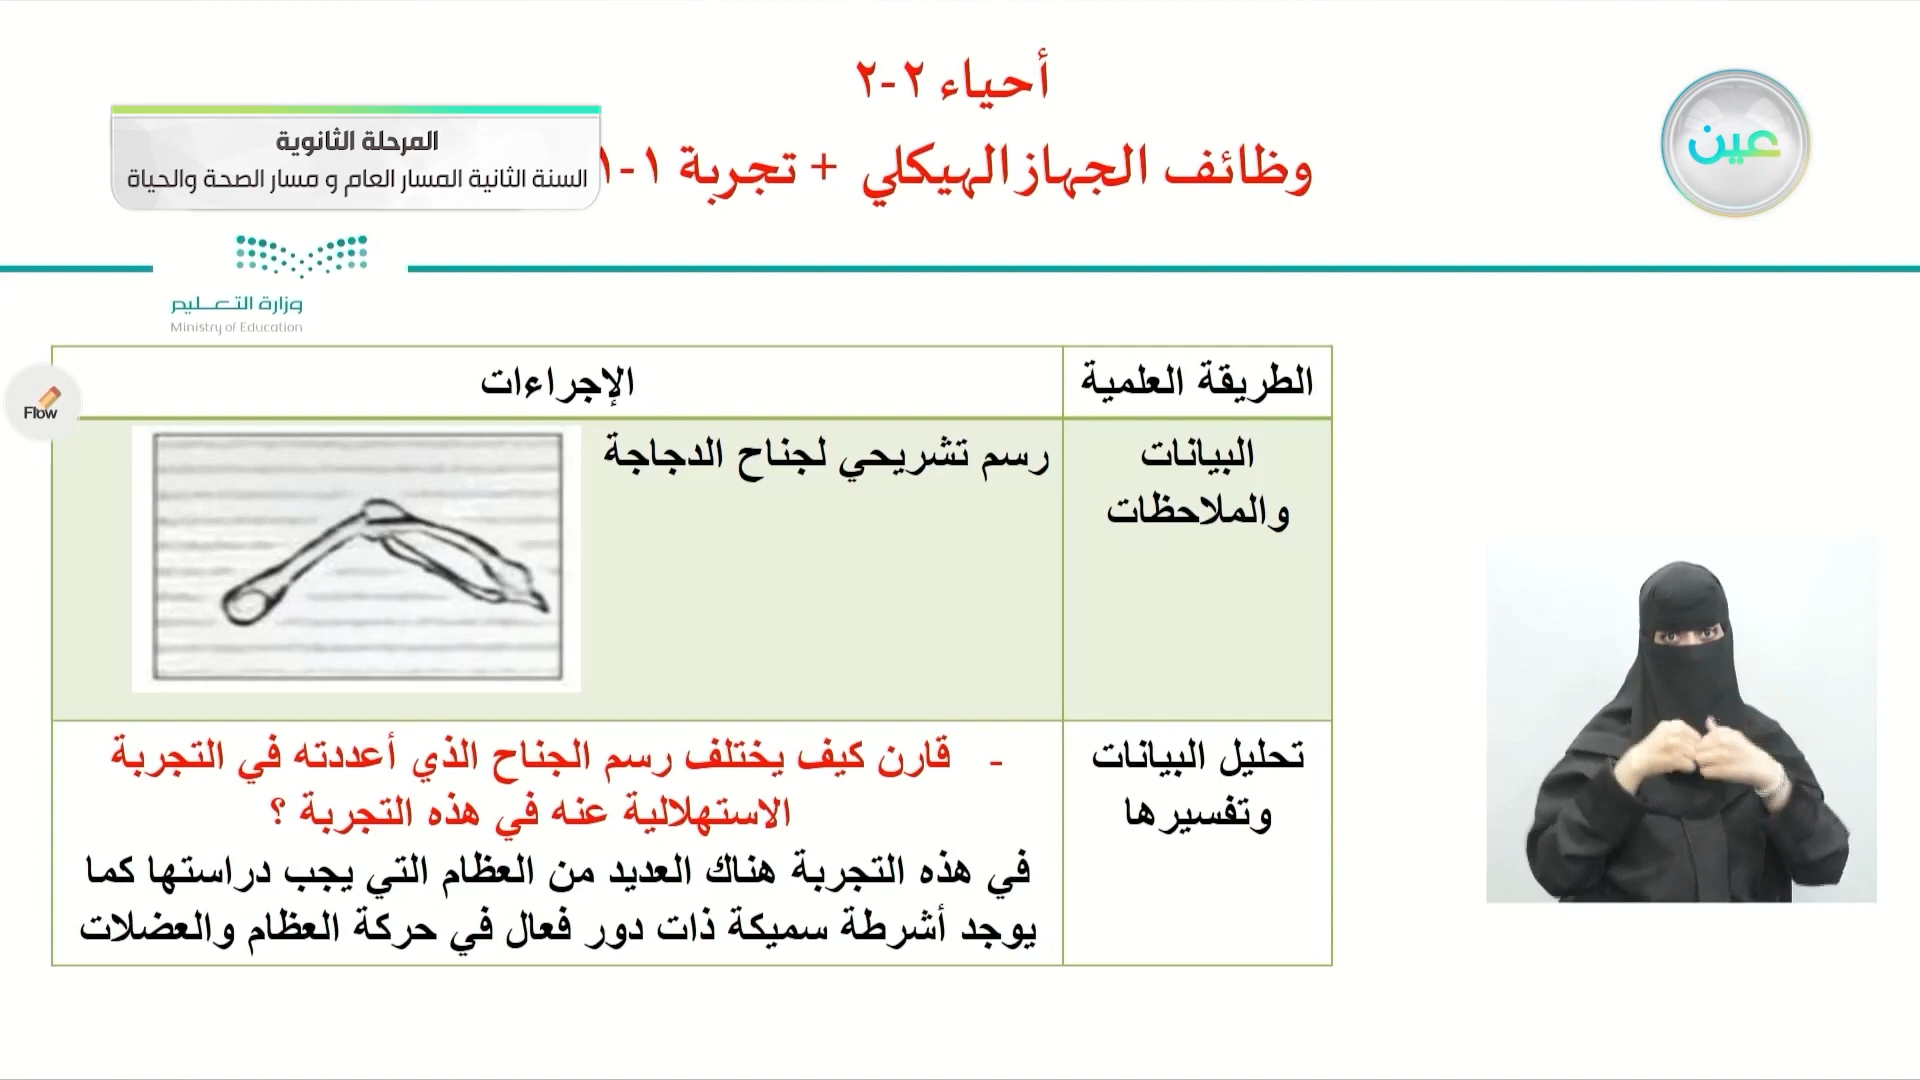 أحياء ٢-٢
وظائف الجهاز الهيكلي + تجربة ١-١
عين
المرحلة الثانوية
السنة الثانية المسار العام و مسار الصحة والحياة
وزارة التعليم
Ministry of Education
Flow
الطريقة العلمية
الإجراءات
البيانات
والملاحظات
رسم تشريحي لجناح الدجاجة
تحليل البيانات
وتفسيرها
- قارن كيف يختلف رسم الجناح الذي أعددته في التجربة
الاستهلالية عنه في هذه التجربة ؟
في هذه التجربة هناك العديد من العظام التي يجب دراستها كما
يوجد أشرطة سميكة ذات دور فعال في حركة العظام والعضلات